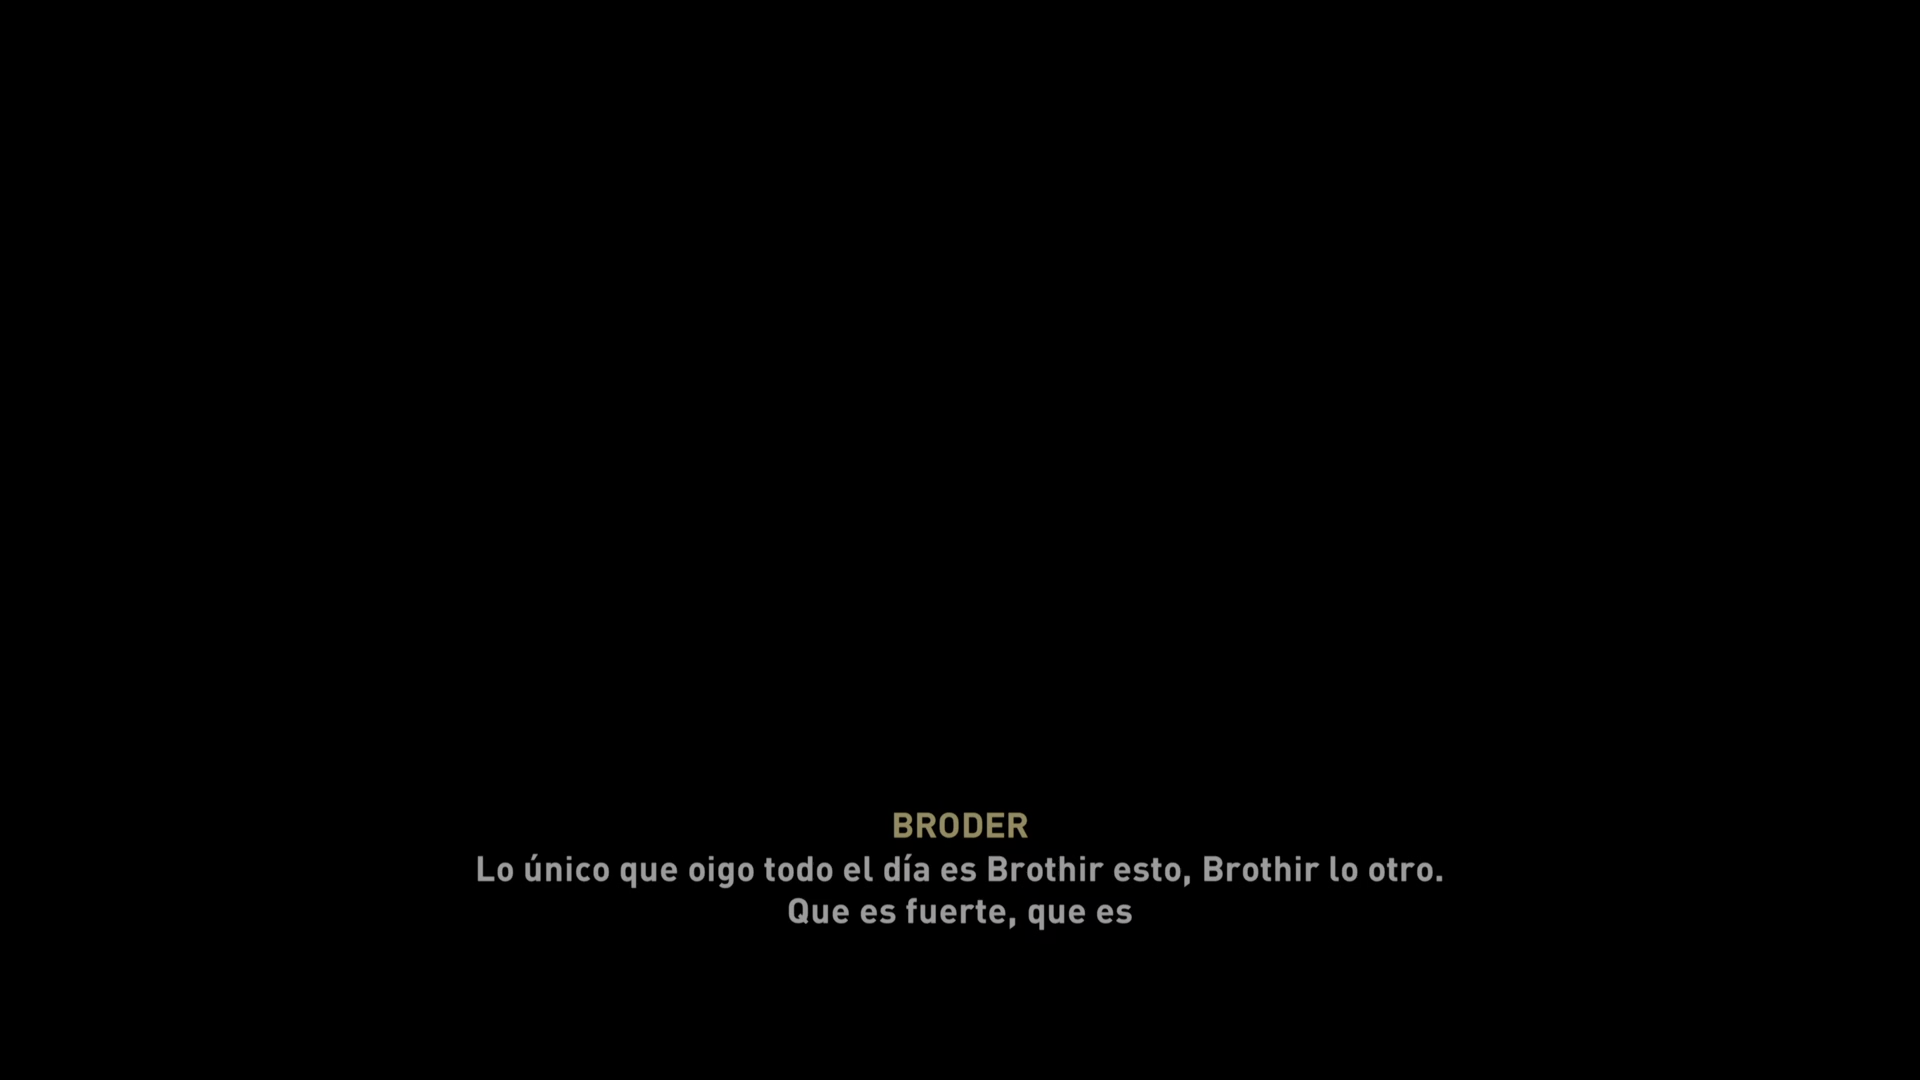 BRODER
Lo único que oigo todo el día es Brothir esto, Brothir lo otro.
Que es fuerte, que es